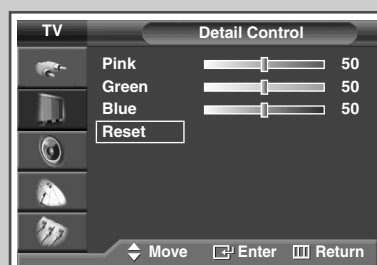 TV Detail Control
Pink 50
Green 50
Blue 50
Reset
Move Enter Return